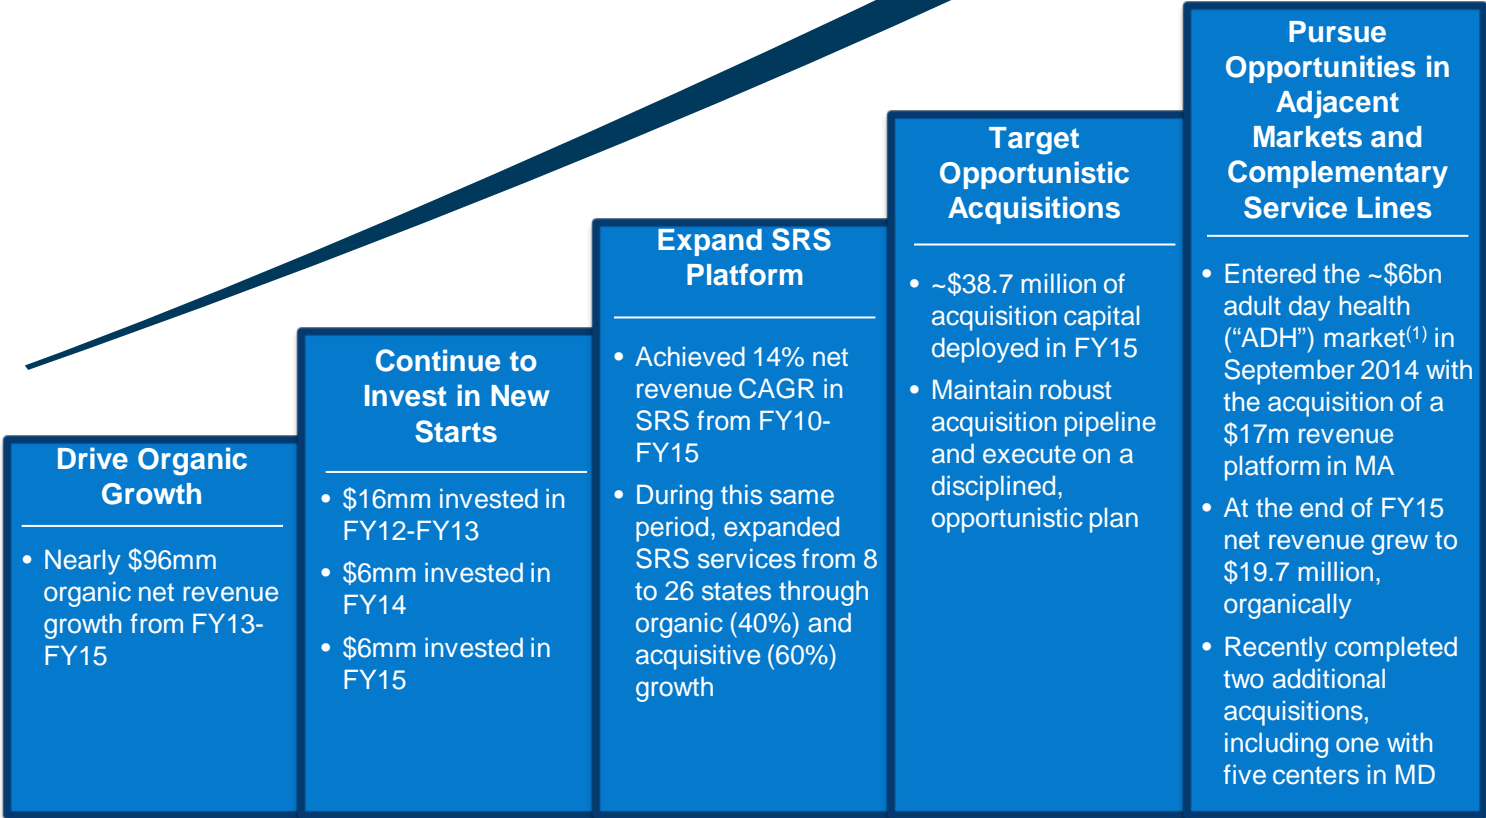 Drive Organic
Growth
• Nearly $96mm
organic net revenue
growth from FY13-
FY15
Continue to
Invest in New
Starts
• $16mm invested in
FY12-FY13
• $6mm invested in
FY14
• $6mm invested in
FY15
Expand SRS
Platform
• Achieved 14% net
revenue CAGR in
SRS from FY10-
FY15
• During this same
period, expanded
SRS services from 8
to 26 states through
organic (40%) and
acquisitive (60%)
growth
Target
Opportunistic
Acquisitions
• ~$38.7 million of
acquisition capital
deployed in FY15
• Maintain robust
acquisition pipeline
and execute on a
disciplined,
opportunistic plan
Pursue
Opportunities in
Adjacent
Markets and
Complementary
Service Lines
• Entered the ~$6bn
adult day health
(“ADH”) market(1) in
September 2014 with
the acquisition of a
$17m revenue
platform in MA
• At the end of FY15
net revenue grew to
$19.7 million,
organically
• Recently completed
two additional
acquisitions,
including one with
five centers in MD